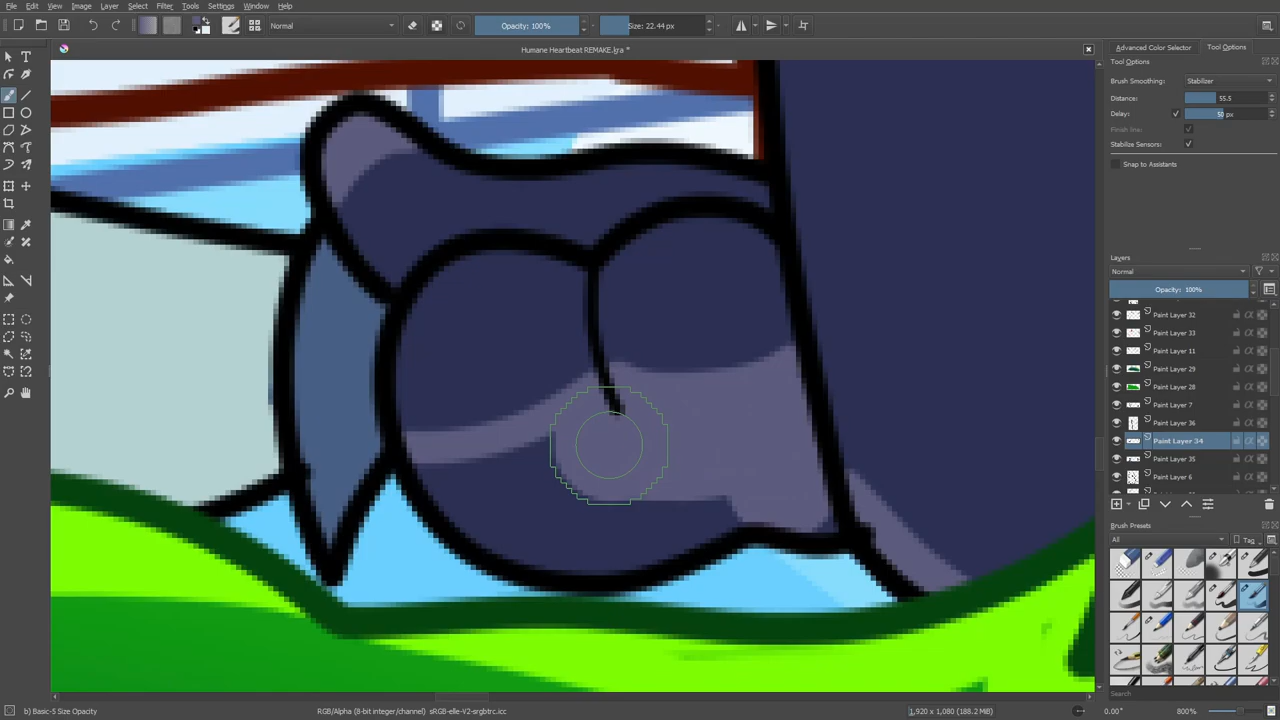 File Edit View Image Layer Select Filter Tools Settings Window Help
Normal Opacity: 100% Size: 22.44 px
Humane Heartbeat REMAKE.kra *
Advanced Color Selector Tool Options
Tool Options
Brush Smoothing: Stabilizer
Distance: 55.5
Delay: 50 px
Finish line:
Stabilize Sensors:
Snap to Assistants
Layers
Normal
Opacity: 100%
Paint Layer 32
Paint Layer 33
Paint Layer 11
Paint Layer 29
Paint Layer 28
Paint Layer 7
Paint Layer 36
Paint Layer 34
Paint Layer 35
Paint Layer 6
Brush Presets
All Tag
Search
b) Basic-5 Size Opacity RGB/Alpha (8-bit integer/channel) sRGB-elle-V2-srgbtrc.icc 1,920 x 1,080 (188.2 MiB) 0.00° 800%